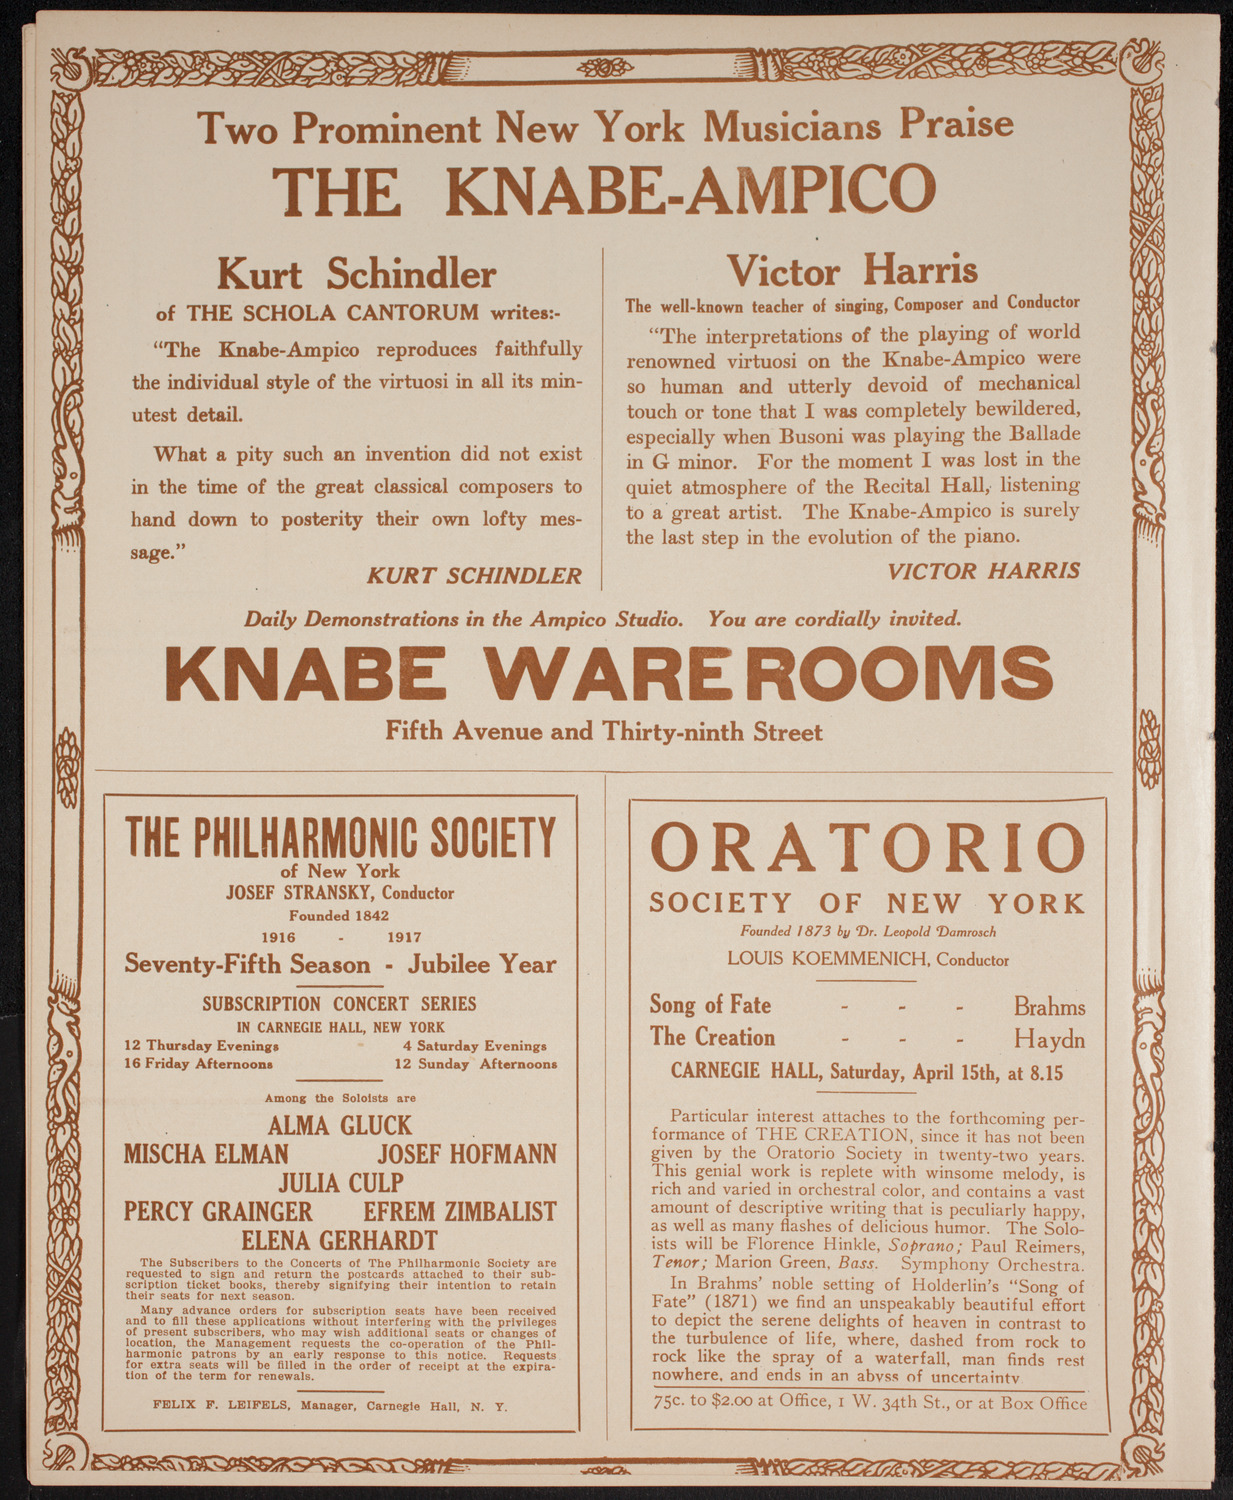 Two Prominent New York Musicians Praise
THE KNABE-AMPICO
Kurt Schindler
of THE SCHOLA CANTORUM writes:-
"The Knabe-Ampico reproduces faithfully
the individual style of the virtuosi in all its min-
utest detail.
What a pity such an invention did not exist
in the time of the great classical composers to
hand down to posterity their own lofty mes-
sage."
KURT SCHINDLER
Victor Harris
The well-known teacher of singing, Composer and Conductor
"The interpretations of the playing of world
renowned virtuosi on the Knabe-Ampico were
so human and utterly devoid of mechanical
touch or tone that I was completely bewildered,
especially when Busoni was playing the Ballade
in G minor. For the moment I was lost in the
quiet atmosphere of the Recital Hall, listening
to a great artist. The Knabe-Ampico is surely
the last step in the evolution of the piano.
VICTOR HARRIS
Daily Demonstrations in the Ampico Studio. You are cordially invited.
KNABE WAREROOMS
Fifth Avenue and Thirty-ninth Street
THE PHILHARMONIC SOCIETY
of New York
JOSEF STRANSKY, Conductor
Founded 1842
1916 - 1917
Seventy-Fifth Season - Jubilee Year
SUBSCRIPTION CONCERT SERIES
IN CARNEGIE HALL, NEW YORK
12 Thursday Evenings 4 Saturday Evenings
16 Friday Afternoons 12 Sunday Afternoons
Among the Soloists are
ALMA GLUCK
MISCHA ELMAN JOSEF HOFMANN
JULIA CULP
PERCY GRAINGER EFREM ZIMBALIST
ELENA GERHARDT
The Subscribers to the Concerts of The Philharmonic Society are
requested to sign and return the postcards attached to their sub-
scription ticket books, thereby signifying their intention to retain
their seats for next season.
Many advance orders for subscription seats have been received
and to fill these applications without interfering with the privileges
of present subscribers, who may wish additional seats or changes of
location, the Management requests the co-operation of the Phil-
harmonic patrons by an early response to this notice. Requests
for extra seats will be filled in the order of receipt at the expira-
tion of the term for renewals.
FELIX F. LEIFELS, Manager, Carnegie Hall, N. Y.
ORATORIO
SOCIETY OF NEW YORK
Founded 1873 by Dr. Leopold Damrosch
LOUIS KOEMMENICH, Conductor
Song of Fate - - - Brahms
The Creation - - - Haydn
CARNEGIE HALL, Saturday, April 15th, at 8.15
Particular interest attaches to the forthcoming per-
formance of THE CREATION, since it has not been
given by the Oratorio Society in twenty-two years.
This genial work is replete with winsome melody, is
rich and varied in orchestral color, and contains a vast
amount of descriptive writing that is peculiarly happy,
as well as many flashes of delicious humor. The Solo-
ists will be Florence Hinkle, Soprano; Paul Reimers,
Tenor; Marion Green, Bass. Symphony Orchestra.
In Brahms' noble setting of Holderlin's "Song of
Fate" (1871) we find an unspeakably beautiful effort
to depict the serene delights of heaven in contrast to
the turbulence of life, where, dashed from rock to
rock like the spray of a waterfall, man finds rest
nowhere, and ends in an abyss of uncertainty
75c. to $2.00 at Office, 1 W. 34th St., or at Box Office